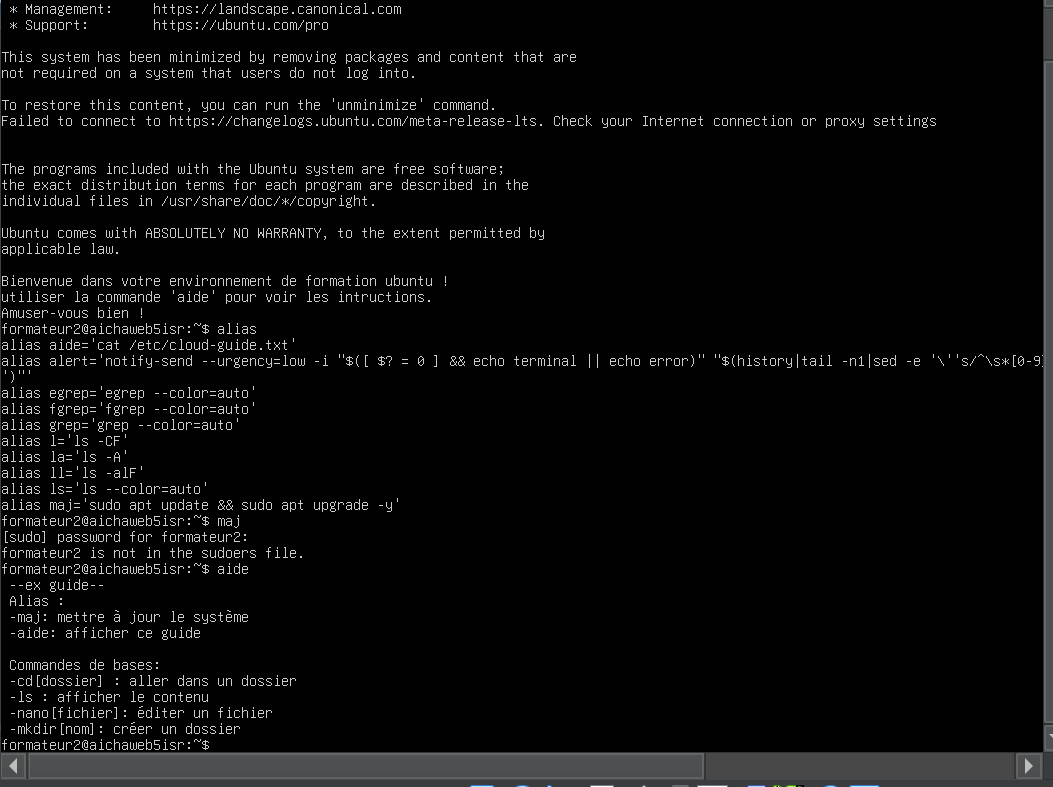 * Management:     https://landscape.canonical.com
* Support:        https://ubuntu.com/pro
This system has been minimized by removing packages and content that are
not required on a system that users do not log into.
To restore this content, you can run the 'unminimize' command.
Failed to connect to https://changelogs.ubuntu.com/meta-release-lts. Check your Internet connection or proxy settings
The programs included with the Ubuntu system are free software;
the exact distribution terms for each program are described in the
individual files in /usr/share/doc/*/copyright.
Ubuntu comes with ABSOLUTELY NO WARRANTY, to the extent permitted by
applicable law.
Bienvenue dans votre environnement de formation ubuntu !
utiliser la commande 'aide' pour voir les intructions.
Amuser-vous bien !
formateur2@aichaweb5isr:~$ alias
alias aide='cat /etc/cloud-guide.txt'
alias alert='notify-send --urgency=low -i "$([ $? = 0 ] && echo terminal || echo error)" "$(history|tail -n1|sed -e '\''s/^\s*[0-9]
')"'
alias egrep='egrep --color=auto'
alias fgrep='fgrep --color=auto'
alias grep='grep --color=auto'
alias l='ls -CF'
alias la='ls -A'
alias ll='ls -alF'
alias ls='ls --color=auto'
alias maj='sudo apt update && sudo apt upgrade -y'
formateur2@aichaweb5isr:~$ maj
[sudo] password for formateur2:
formateur2 is not in the sudoers file.
formateur2@aichaweb5isr:~$ aide
--ex guide--
Alias :
-maj: mettre à jour le système
-aide: afficher ce guide
Commandes de bases:
-cd[dossier] : aller dans un dossier
-ls : afficher le contenu
-nano[fichier]: éditer un fichier
-mkdir[nom]: créer un dossier
formateur2@aichaweb5isr:~$